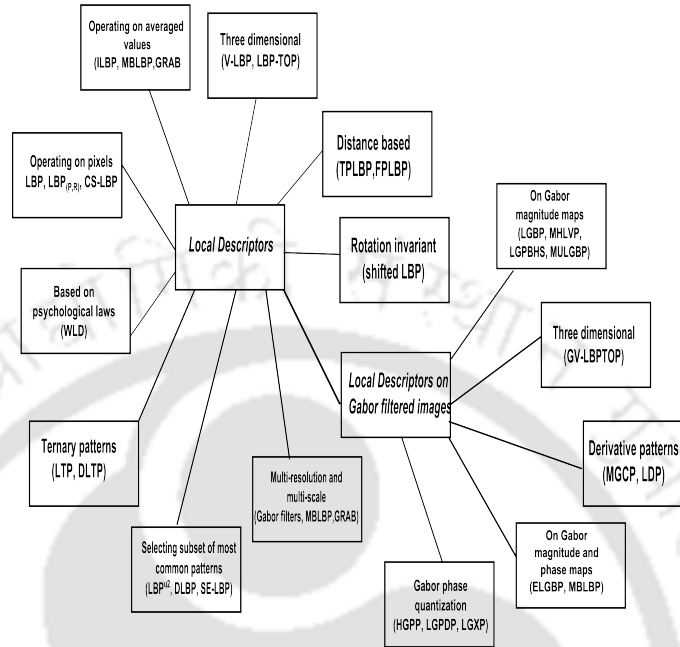 Operating on averaged
values
(ILBP, MBLBP,GRAB
Three dimensional
(V-LBP, LBP-TOP)
Distance based
(TPLBP,FPLBP)
Operating on pixels
LBP, LBP(P,R), CS-LBP
Local Descriptors
Rotation invariant
(shifted LBP)
On Gabor
magnitude maps
(LGBP, MHLVP,
LGPBHS, MULGBP)
Based on
psychological laws
(WLD)
Three dimensional
(GV-LBPTOP)
Local Descriptors on
Gabor filtered images
Ternary patterns
(LTP, DLTP)
Derivative patterns
(MGCP, LDP)
Multi-resolution and
multi-scale
(Gabor filters, MBLBP,GRAB)
Selecting subset of most
common patterns
(LBPu2, DLBP, SE-LBP)
On Gabor
magnitude and
phase maps
(ELGBP, MBLBP)
Gabor phase
quantization
(HGPP, LGPDP, LGXP)